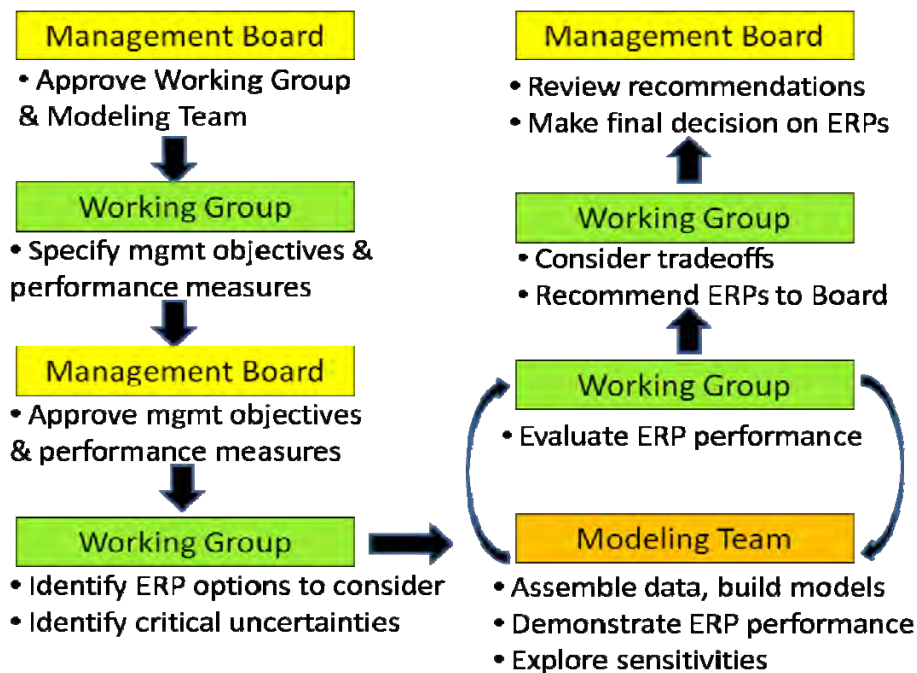 Management Board
• Approve Working Group
& Modeling Team
Working Group
• Specify mgmt objectives &
performance measures
Management Board
• Approve mgmt objectives
& performance measures
Working Group
• Identify ERP options to consider
• Identify critical uncertainties
Modeling Team
• Assemble data, build models
• Demonstrate ERP performance
• Explore sensitivities
Working Group
• Evaluate ERP performance
Working Group
• Consider tradeoffs
• Recommend ERPs to Board
Management Board
• Review recommendations
• Make final decision on ERPs